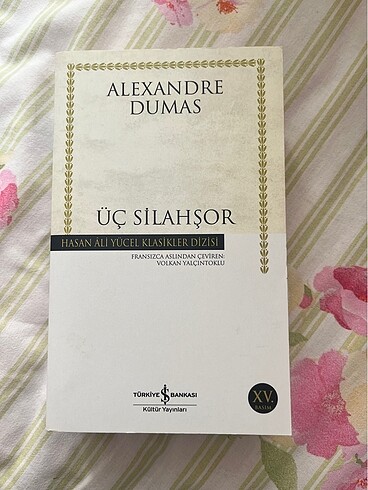 ALEXANDRE
DUMAS
ÜÇ SİLAHŞOR
HASAN ÂLİ YÜCEL KLASİKLER DİZİSİ
FRANSIZCA ASLINDAN ÇEVİREN:
VOLKAN YALÇINTOKLU
TÜRKİYE İŞ BANKASI
Kültür Yayınları
XV.
BASIM